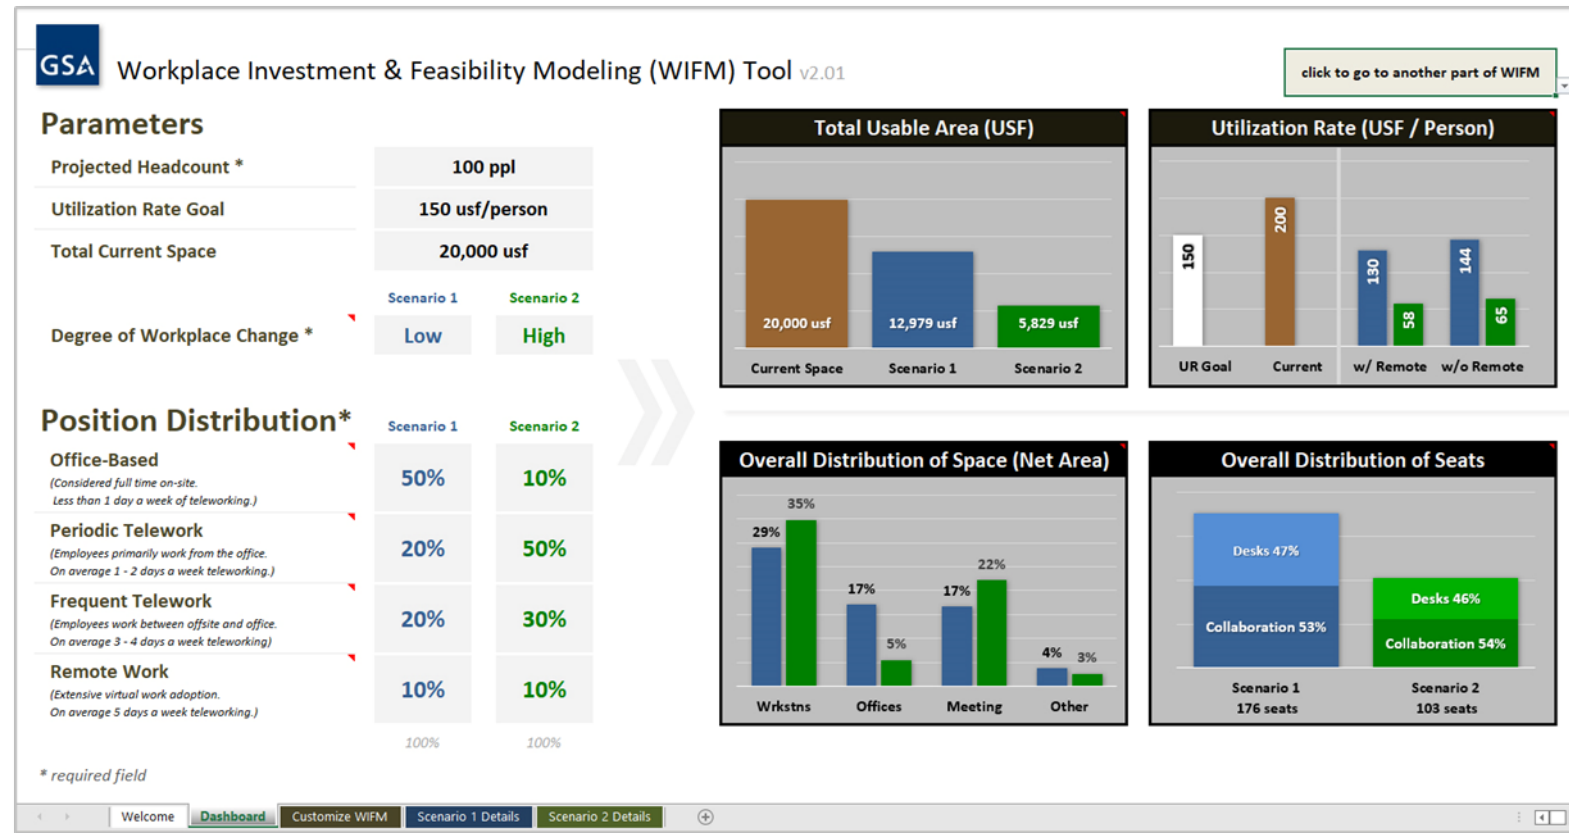 GSA
Workplace Investment & Feasibility Modeling (WIFM) Tool v2.01
click to go to another part of WIFM
Parameters
Projected Headcount *
100 ppl
Utilization Rate Goal
150 usf/person
Total Current Space
20,000 usf
Scenario 1
Scenario 2
Degree of Workplace Change *
Low
High
Position Distribution*
Scenario 1
Scenario 2
Office-Based
(Considered full time on-site.
Less than 1 day a week of teleworking.)
50%
10%
Periodic Telework
(Employees primarily work from the office.
On average 1 - 2 days a week teleworking.)
20%
50%
Frequent Telework
(Employees work between offsite and office.
On average 3 - 4 days a week teleworking)
20%
30%
Remote Work
(Extensive virtual work adoption.
On average 5 days a week teleworking.)
10%
10%
100%
100%
* required field
Total Usable Area (USF)
20,000 usf
12,979 usf
5,829 usf
Current Space
Scenario 1
Scenario 2
Utilization Rate (USF / Person)
150
200
130
58
144
65
UR Goal
Current
w/ Remote
w/o Remote
Overall Distribution of Space (Net Area)
29%
35%
17%
5%
17%
22%
4%
3%
Wrkstns
Offices
Meeting
Other
Overall Distribution of Seats
Desks 47%
Collaboration 53%
Desks 46%
Collaboration 54%
Scenario 1
176 seats
Scenario 2
103 seats
Welcome
Dashboard
Customize WIFM
Scenario 1 Details
Scenario 2 Details